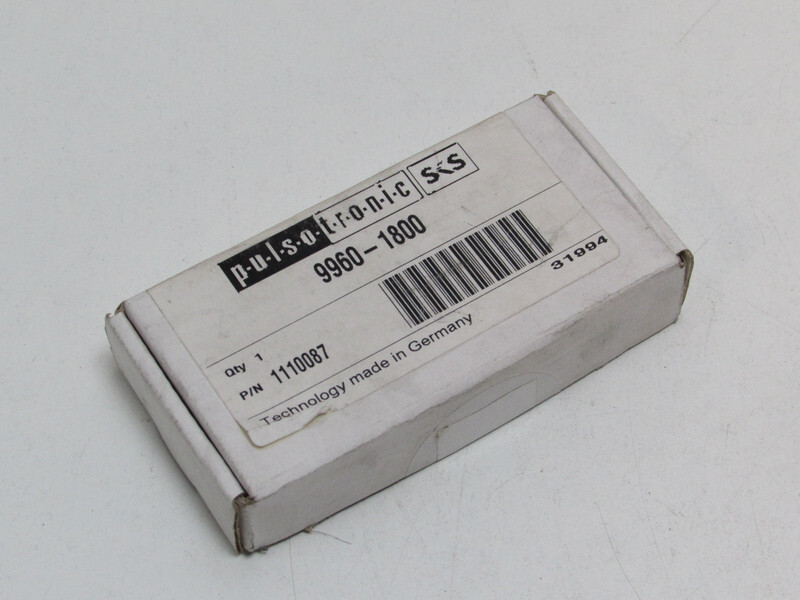 p·u·l·s·o·t·r·o·n·i·c SKS
9960-1800
31994
Qty 1
P/N 1110087
Technology made in Germany